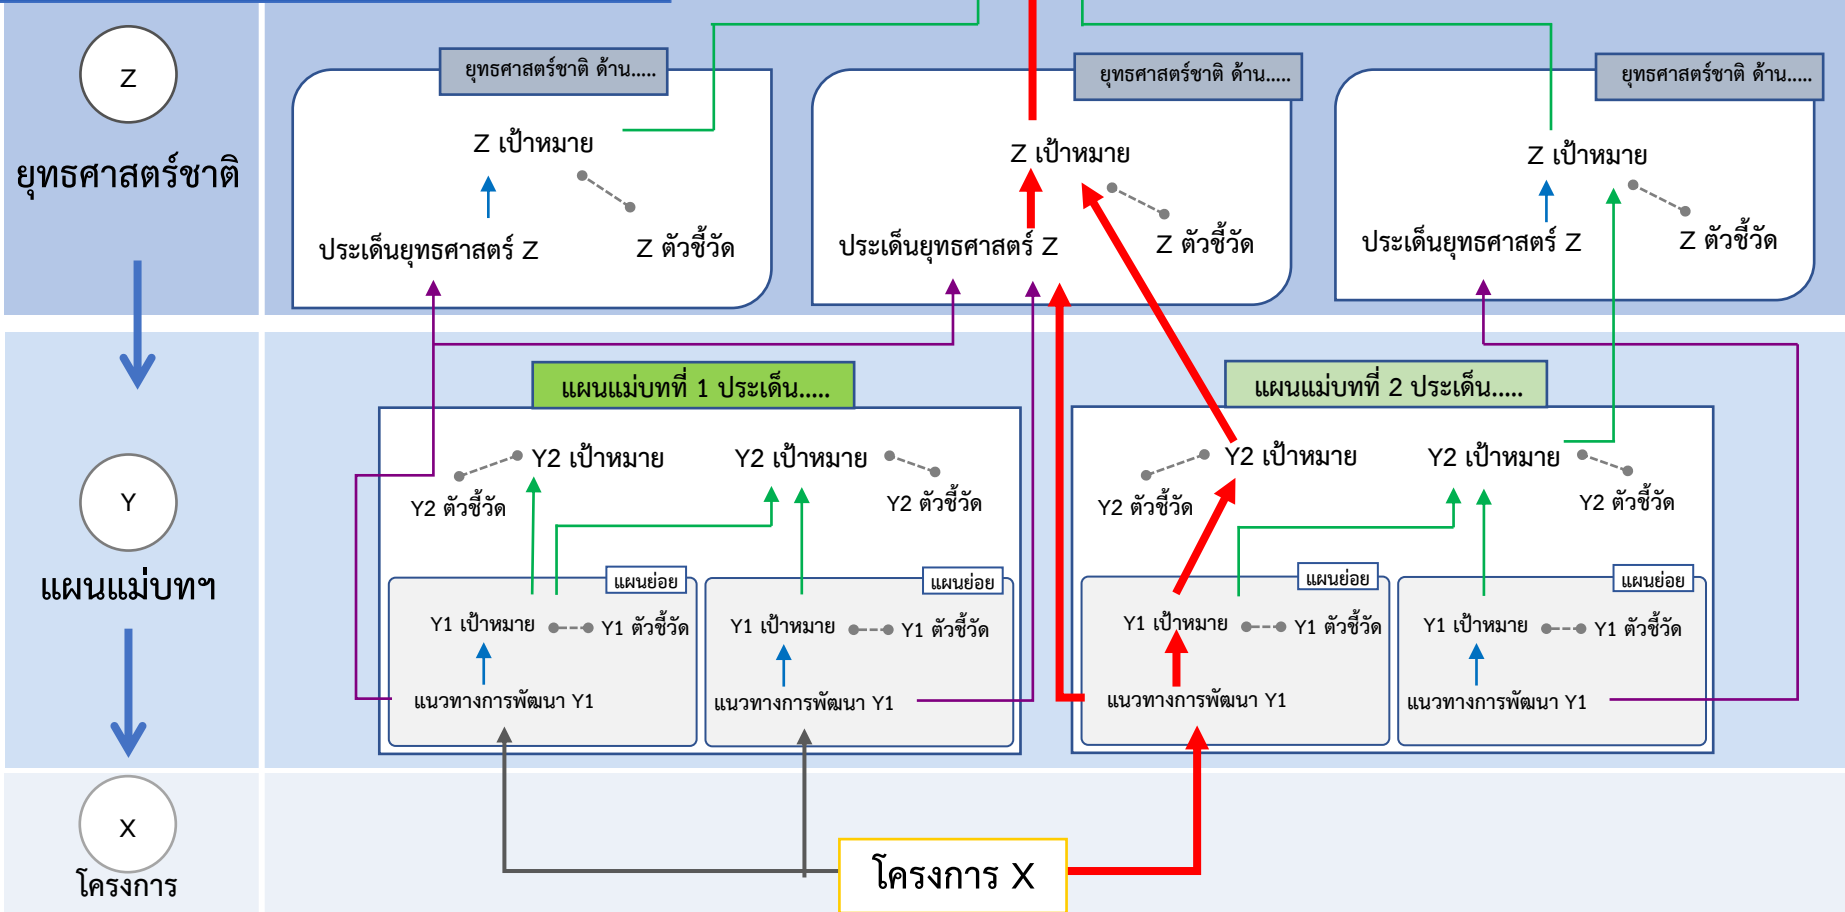 Z
ยุทธศาสตร์ชาติ
ยุทธศาสตร์ชาติ ด้าน.....
Z เป้าหมาย
ประเด็นยุทธศาสตร์ Z
Z ตัวชี้วัด
ยุทธศาสตร์ชาติ ด้าน.....
Z เป้าหมาย
ประเด็นยุทธศาสตร์ Z
Z ตัวชี้วัด
ยุทธศาสตร์ชาติ ด้าน.....
Z เป้าหมาย
ประเด็นยุทธศาสตร์ Z
Z ตัวชี้วัด
Y
แผนแม่บทฯ
แผนแม่บทที่ 1 ประเด็น.....
Y2 เป้าหมาย
Y2 เป้าหมาย
Y2 ตัวชี้วัด
Y2 ตัวชี้วัด
แผนย่อย
Y1 เป้าหมาย
Y1 ตัวชี้วัด
แนวทางการพัฒนา Y1
แผนย่อย
Y1 เป้าหมาย
Y1 ตัวชี้วัด
แนวทางการพัฒนา Y1
แผนแม่บทที่ 2 ประเด็น.....
Y2 เป้าหมาย
Y2 เป้าหมาย
Y2 ตัวชี้วัด
Y2 ตัวชี้วัด
แผนย่อย
Y1 เป้าหมาย
Y1 ตัวชี้วัด
แนวทางการพัฒนา Y1
แผนย่อย
Y1 เป้าหมาย
Y1 ตัวชี้วัด
แนวทางการพัฒนา Y1
X
โครงการ
โครงการ X